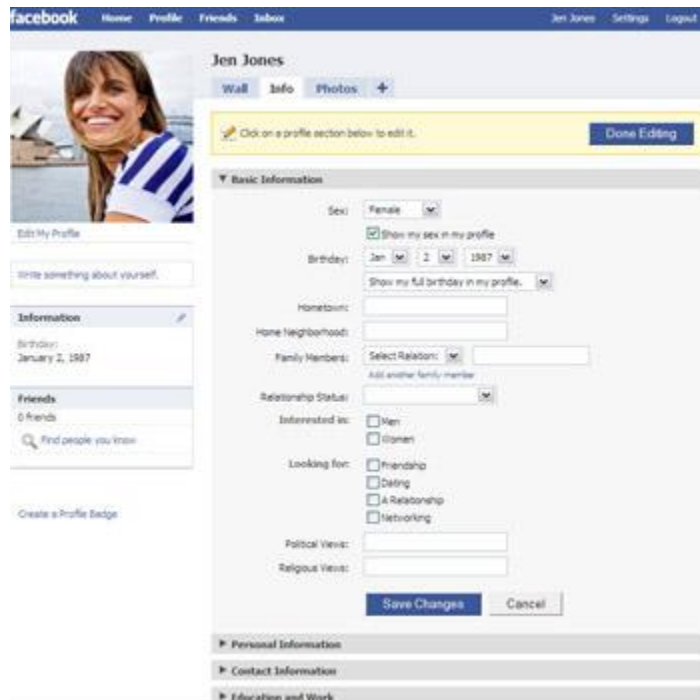 facebook Home Profile Friends Inbox Jen Jones Settings Logout
Jen Jones
Wall Info Photos +
Click on a profile section below to edit it.
Done Editing
Edit My Profile
Write something about yourself.
Information
Birthday:
January 2, 1987
Friends
0 friends
Find people you know
Create a Profile Badge
Basic Information
Sex: Female
Show my sex in my profile
Birthday: Jan 2 1987
Show my full birthday in my profile.
Hometown:
Home Neighborhood:
Family Members: Select Relation:
Add another family member
Relationship Status:
Interested in: Men
Women
Looking for: Friendship
Dating
A Relationship
Networking
Political Views:
Religious Views:
Save Changes Cancel
Personal Information
Contact Information
Education and Work